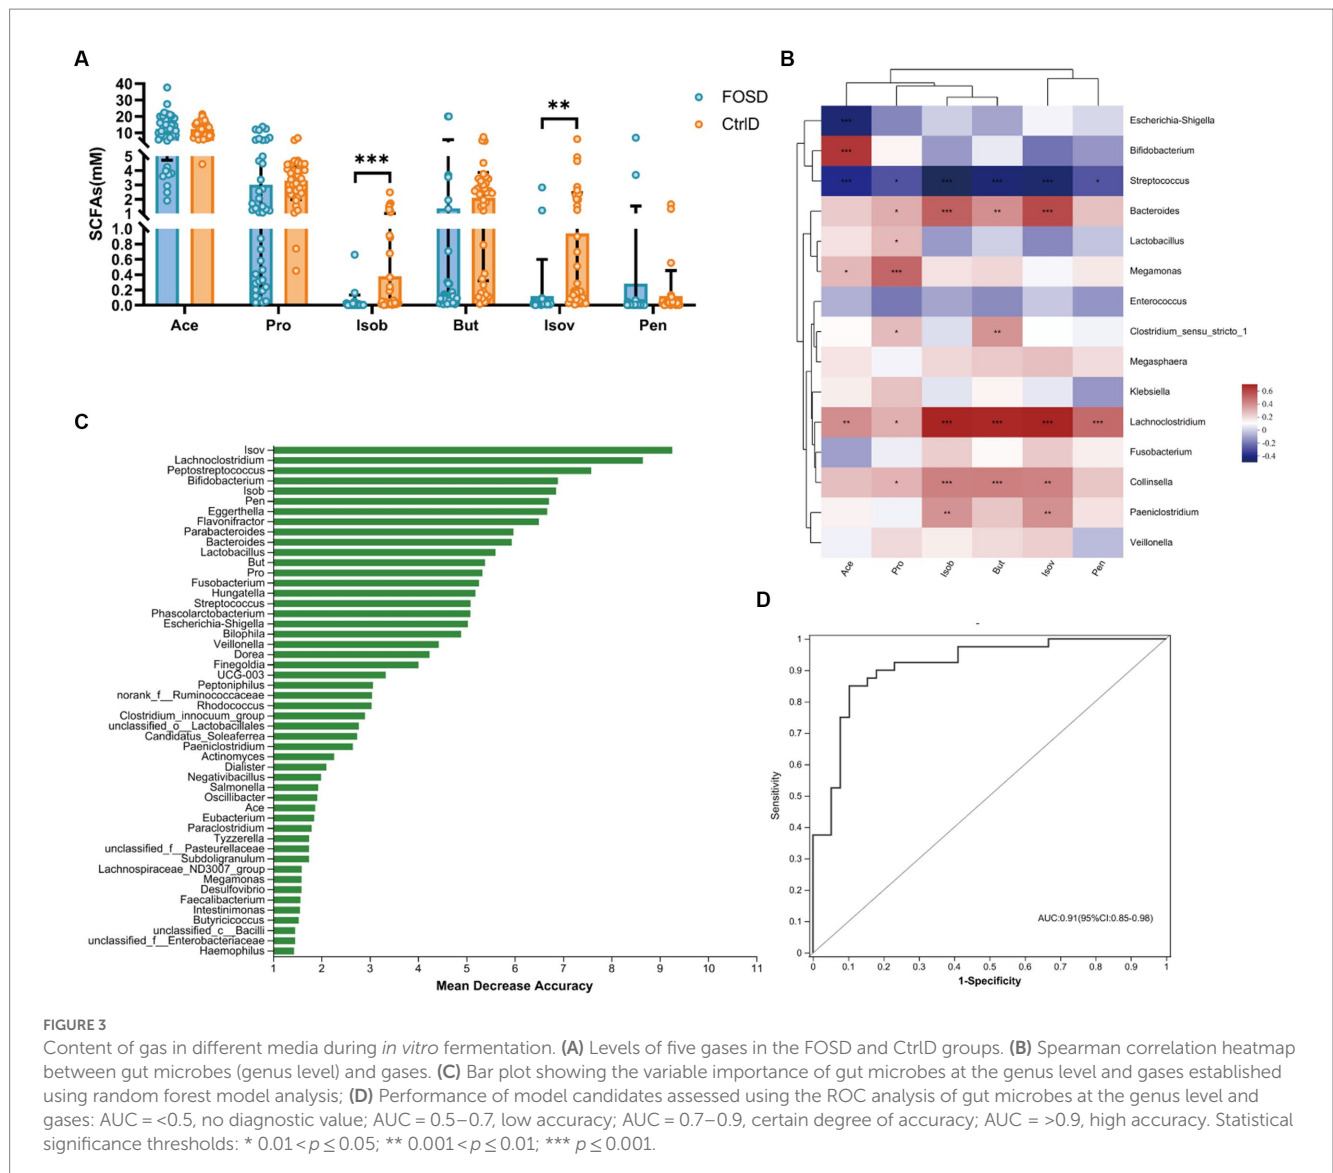 A
40
30
20
10
5
4
3
2
1
1.0
0.8
0.6
0.4
0.2
0.0
SCFAs(mM)
***
**
FOSD
CtrlD
Ace Pro Isob But Isov Pen
B
*** Escherichia-Shigella
*** Bifidobacterium
*** * *** *** *** * Streptococcus
* *** ** *** Bacteroides
* Lactobacillus
* *** Megamonas
Enterococcus
* ** Clostridium_sensu_stricto_1
Megasphaera
Klebsiella
** * *** *** *** *** Lachnoclostridium
Fusobacterium
* *** *** ** Collinsella
** ** Paeniclostridium
Veillonella
Ace Pro Isob But Isov Pen
0.6
0.4
0.2
0
-0.2
-0.4
C
Isov
Lachnoclostridium
Peptostreptococcus
Bifidobacterium
Isob
Pen
Eggerthella
Flavonifractor
Parabacteroides
Bacteroides
Lactobacillus
But
Pro
Fusobacterium
Hungatella
Streptococcus
Phascolarctobacterium
Escherichia-Shigella
Bilophila
Veillonella
Dorea
Finegoldia
UCG-003
Peptoniphilus
norank_f__Ruminococcaceae
Rhodococcus
Clostridium_innocuum_group
unclassified_o__Lactobacillales
Candidatus_Soleaferrea
Paeniclostridium
Actinomyces
Dialister
Negativibacillus
Salmonella
Oscillibacter
Ace
Eubacterium
Paraclostridium
Tyzzerella
unclassified_f__Pasteurellaceae
Subdoligranulum
Lachnospiraceae_ND3007_group
Megamonas
Desulfovibrio
Faecalibacterium
Intestinimonas
Butyricicoccus
unclassified_c__Bacilli
unclassified_f__Enterobacteriaceae
Haemophilus
1 2 3 4 5 6 7 8 9 10 11
Mean Decrease Accuracy
D
-
1
0.9
0.8
0.7
0.6
0.5
0.4
0.3
0.2
0.1
0
Sensitivity
AUC:0.91(95%CI:0.85-0.98)
0 0.1 0.2 0.3 0.4 0.5 0.6 0.7 0.8 0.9 1
1-Specificity
FIGURE 3
Content of gas in different media during in vitro fermentation. (A) Levels of five gases in the FOSD and CtrlD groups. (B) Spearman correlation heatmap
between gut microbes (genus level) and gases. (C) Bar plot showing the variable importance of gut microbes at the genus level and gases established
using random forest model analysis; (D) Performance of model candidates assessed using the ROC analysis of gut microbes at the genus level and
gases: AUC = <0.5, no diagnostic value; AUC = 0.5–0.7, low accuracy; AUC = 0.7–0.9, certain degree of accuracy; AUC = >0.9, high accuracy. Statistical
significance thresholds: * 0.01 < p ≤ 0.05; ** 0.001 < p ≤ 0.01; *** p ≤ 0.001.